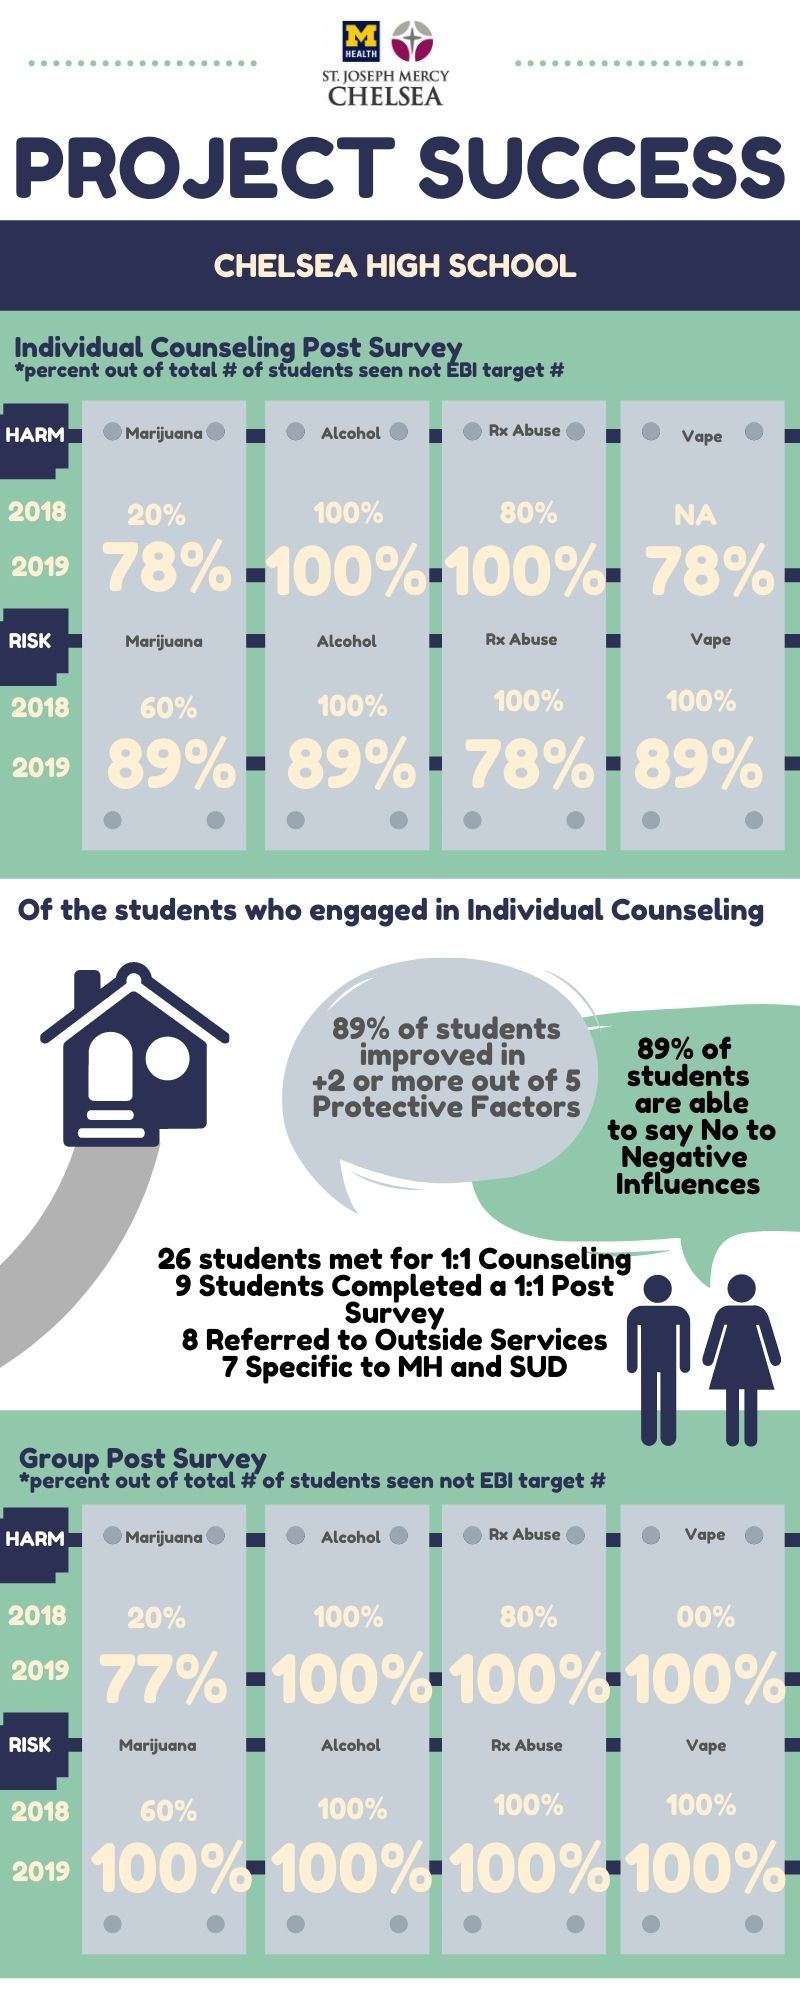 M
HEALTH
ST. JOSEPH MERCY
CHELSEA
PROJECT SUCCESS
CHELSEA HIGH SCHOOL
Individual Counseling Post Survey
*percent out of total # of students seen not EBI target #
HARM Marijuana Alcohol Rx Abuse Vape
2018 20% 100% 80% NA
2019 78% 100% 100% 78%
RISK Marijuana Alcohol Rx Abuse Vape
2018 60% 100% 100% 100%
2019 89% 89% 78% 89%
Of the students who engaged in Individual Counseling
89% of students
improved in
+2 or more out of 5
Protective Factors
89% of
students
are able
to say No to
Negative
Influences
26 students met for 1:1 Counseling
9 Students Completed a 1:1 Post
Survey
8 Referred to Outside Services
7 Specific to MH and SUD
Group Post Survey
*percent out of total # of students seen not EBI target #
HARM Marijuana Alcohol Rx Abuse Vape
2018 20% 100% 80% 00%
2019 77% 100% 100% 100%
RISK Marijuana Alcohol Rx Abuse Vape
2018 60% 100% 100% 100%
2019 100% 100% 100% 100%